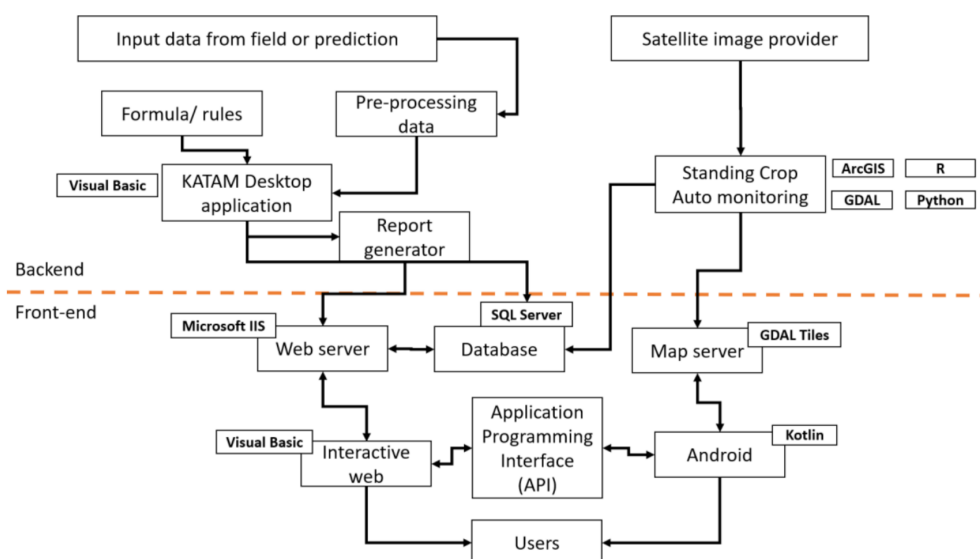 Input data from field or prediction
Satellite image provider
Formula/ rules
Pre-processing
data
Visual Basic
KATAM Desktop
application
Standing Crop
Auto monitoring
ArcGIS
R
GDAL
Python
Report
generator
Backend
Front-end
Microsoft IIS
Web server
SQL Server
Database
GDAL Tiles
Map server
Visual Basic
Interactive
web
Application
Programming
Interface
(API)
Kotlin
Android
Users